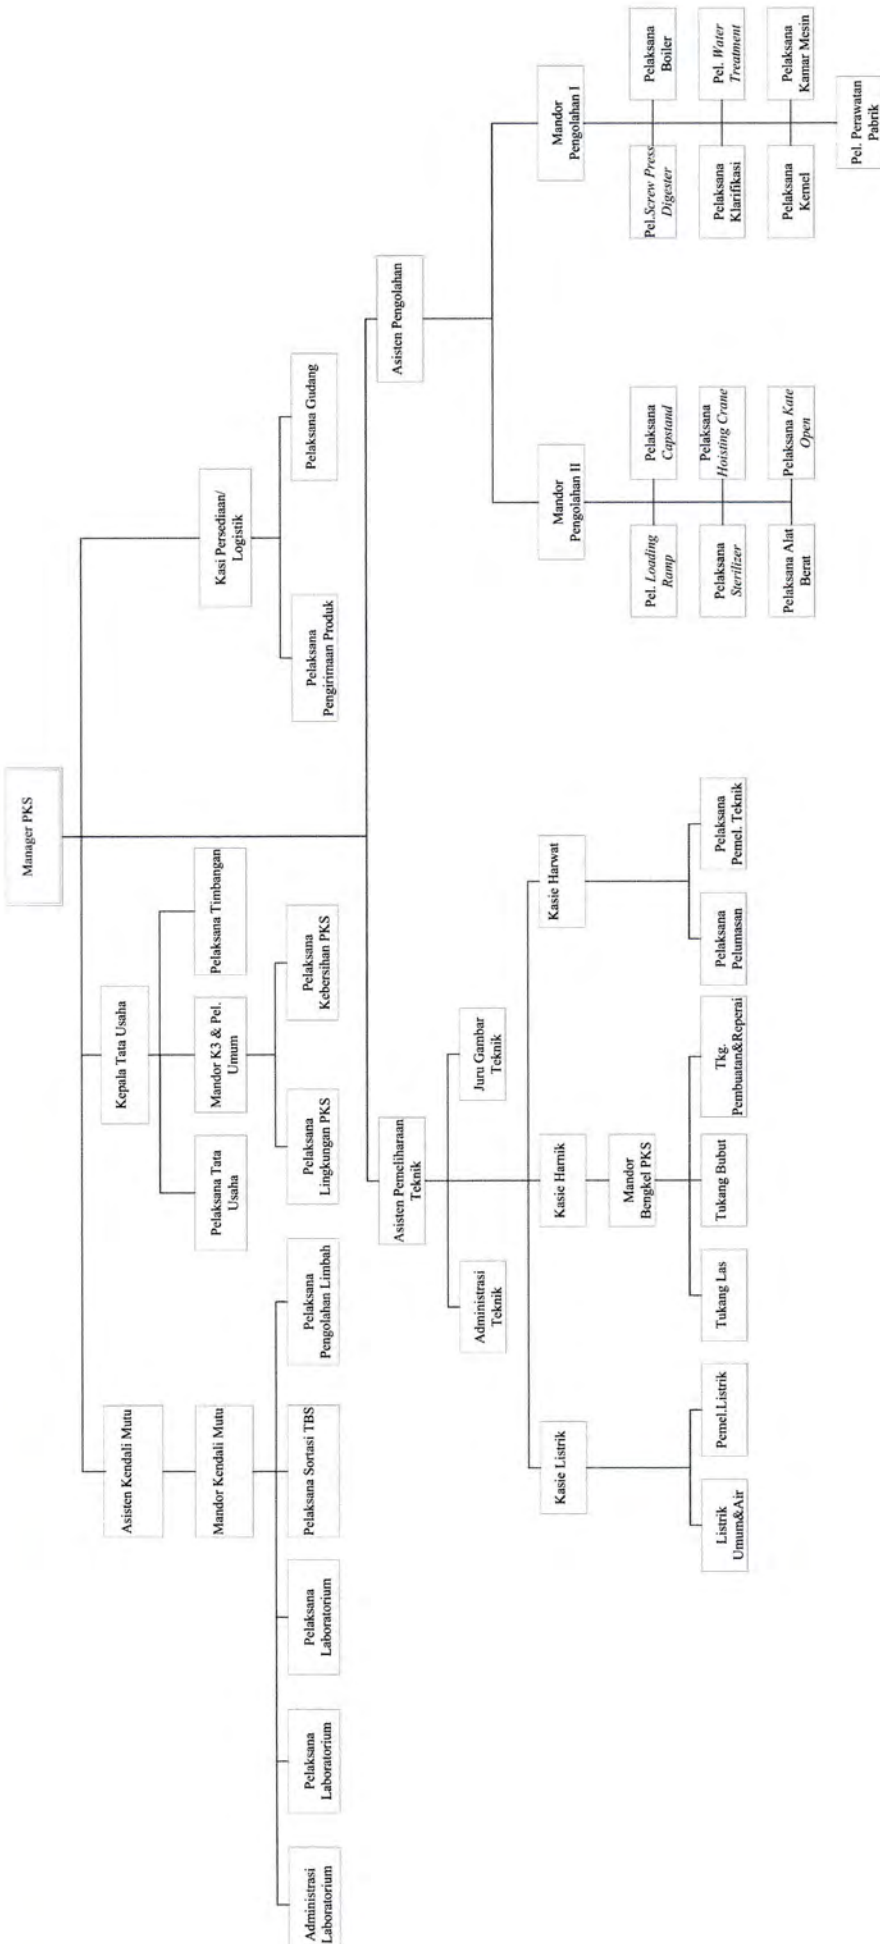 Manager PKS
Asisten Kendali Mutu
Kepala Tata Usaha
Kasi Persediaan/
Logistik
Mandor Kendali Mutu
Pelaksana Tata
Usaha
Mandor K3 & Pel.
Umum
Pelaksana Timbangan
Administrasi
Laboratorium
Pelaksana
Laboratorium
Pelaksana
Laboratorium
Pelaksana Sortasi TBS
Pelaksana
Pengolahan Limbah
Pelaksana
Lingkungan PKS
Pelaksana
Kebersihan PKS
Pelaksana
Pengirimaan Produk
Pelaksana Gudang
Asisten Pemeliharaan
Teknik
Asisten Pengolahan
Administrasi
Teknik
Juru Gambar
Teknik
Kasie Listrik
Kasie Harnik
Kasie Harwat
Mandor
Bengkel PKS
Listrik
Umum&Air
Pemel.Listrik
Tukang Las
Tukang Bubut
Tkg.
Pembuatan&Reperai
Pelaksana
Pelumasan
Pelaksana
Pemel. Teknik
Mandor
Pengolahan II
Mandor
Pengolahan I
Pel. Loading
Ramp
Pelaksana
Capstand
Pelaksana
Sterilizer
Pelaksana
Hoisting Crane
Pelaksana Alat
Berat
Pelaksana Kate
Open
Pel.Screw Press
Digester
Pelaksana
Boiler
Pelaksana
Klarifikasi
Pel. Water
Treatment
Pelaksana
Kernel
Pelaksana
Kamar Mesin
Pel. Perawatan
Pabrik